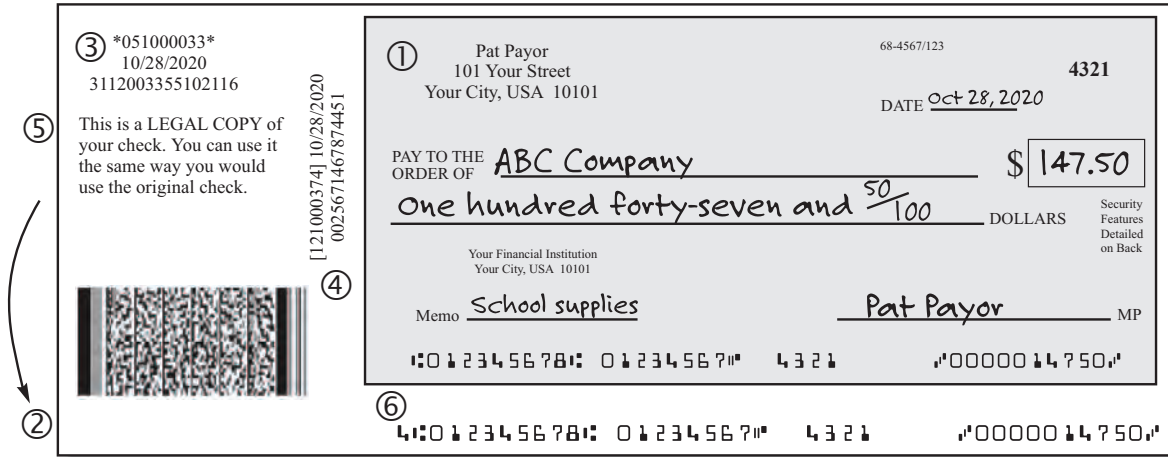 ③ *051000033*
10/28/2020
3112003355102116
⑤
This is a LEGAL COPY of
your check. You can use it
the same way you would
use the original check.
[121000374] 10/28/2020
0025671467874451
④
②
①
Pat Payor
101 Your Street
Your City, USA 10101
68-4567/123
4321
DATE Oct 28, 2020
PAY TO THE
ORDER OF ABC Company
$ 147.50
One hundred forty-seven and 50/100 DOLLARS
Security
Features
Detailed
on Back
Your Financial Institution
Your City, USA 10101
Memo School supplies
Pat Payor MP
⑆012345678⑆ 01234567⑈ 4321 ⑇0000014750⑇
⑥
4⑆012345678⑆ 01234567⑈ 4321 ⑇0000014750⑇